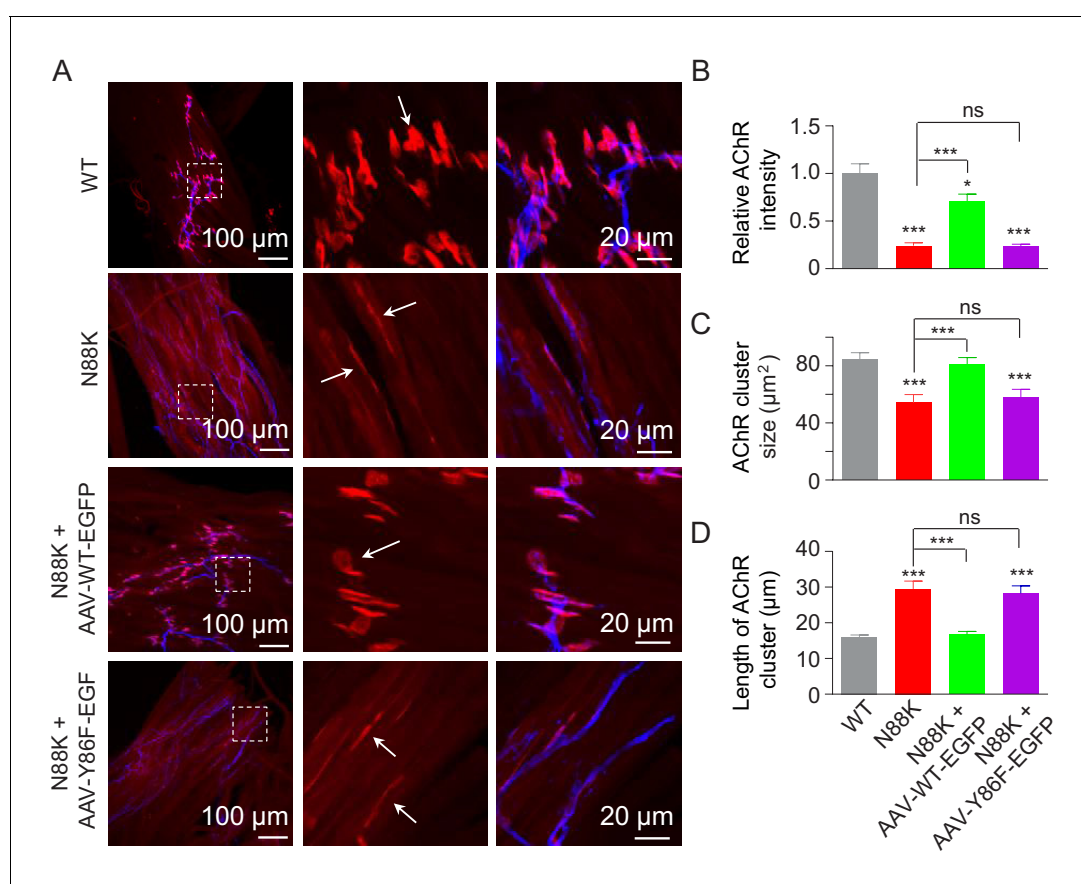 A
WT
100 µm
20 µm
N88K
100 µm
20 µm
N88K +
AAV-WT-EGFP
100 µm
20 µm
N88K +
AAV-Y86F-EGF
100 µm
20 µm
B
Relative AChR
intensity
1.5
1.0
0.5
0
***
*
***
***
ns
C
AChR cluster
size (µm²)
80
40
0
***
***
***
ns
D
Length of AChR
cluster (µm)
40
30
20
10
0
***
***
***
ns
WT
N88K
N88K +
AAV-WT-EGFP
N88K +
AAV-Y86F-EGFP